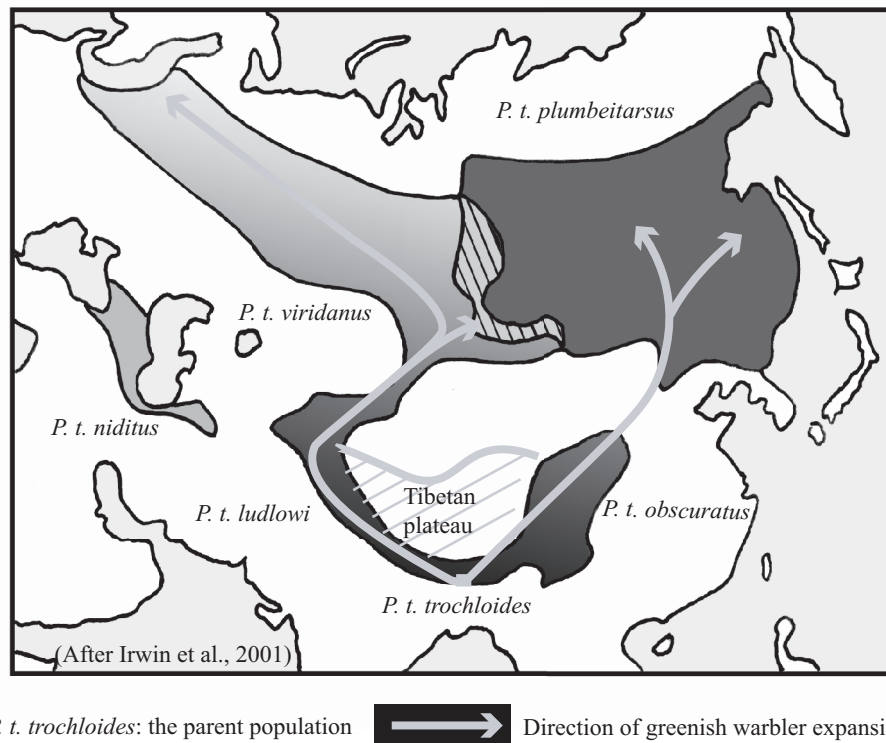 P. t. plumbeitarsus
P. t. viridanus
P. t. niditus
P. t. ludlowi
Tibetan
plateau
P. t. obscuratus
P. t. trochloides
(After Irwin et al., 2001)
. t. trochloides: the parent population
Direction of greenish warbler expansi